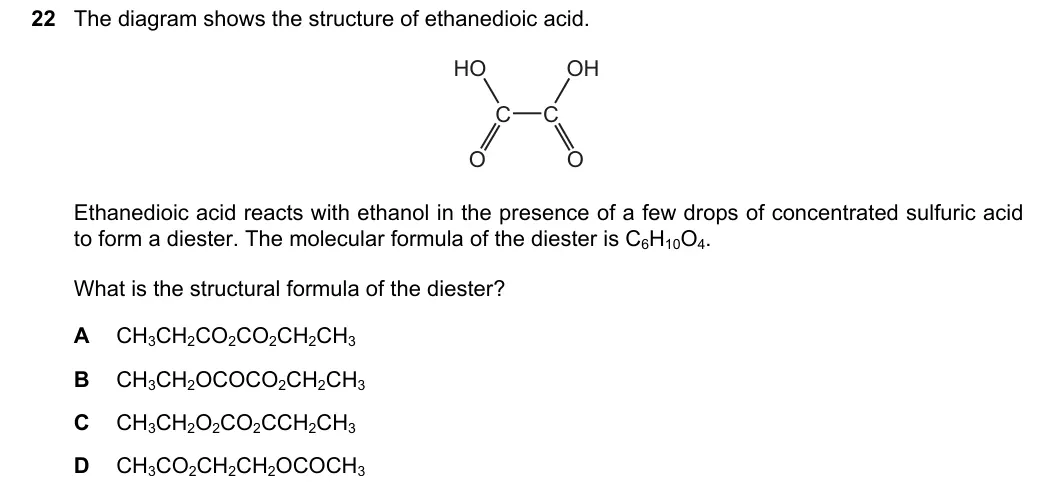 22 The diagram shows the structure of ethanedioic acid.
HO OH
C C
O O
Ethanedioic acid reacts with ethanol in the presence of a few drops of concentrated sulfuric acid
to form a diester. The molecular formula of the diester is C₆H₁₀O₄.
What is the structural formula of the diester?
A CH₃CH₂CO₂CO₂CH₂CH₃
B CH₃CH₂OCOCO₂CH₂CH₃
C CH₃CH₂O₂CO₂CCH₂CH₃
D CH₃CO₂CH₂CH₂OCOCH₃